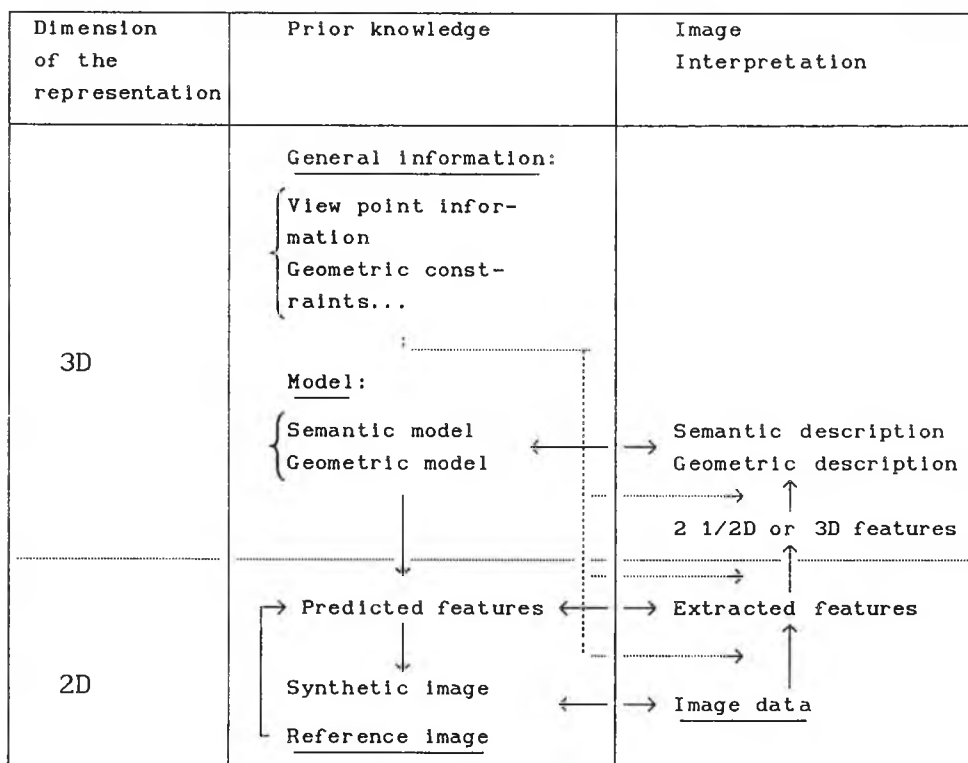 Dimension
of the
representation
Prior knowledge
Image
Interpretation
3D
General information:
View point infor-
mation
Geometric const-
raints...
Model:
Semantic model
Geometric model
Semantic description
Geometric description
2 1/2D or 3D features
2D
Predicted features
Extracted features
Synthetic image
Image data
Reference image